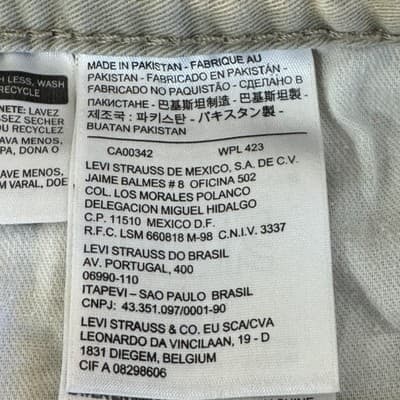 H LESS, WASH
RECYCLE
NETE: LAVEZ
SSEZ SECHER
U RECYCLEZ
AVA MENOS,
PA, DONA O
AVE MENOS,
M VARAL, DOE
MADE IN PAKISTAN - FABRIQUE AU
PAKISTAN - FABRICADO EN PAKISTÁN -
FABRICADO NO PAQUISTÃO - СДЕЛАНО В
ПАКИСТАНЕ - 巴基斯坦制造 - 巴基斯坦製 -
제조국 : 파키스탄 - パキスタン製 -
BUATAN PAKISTAN
CA00342 WPL 423
LEVI STRAUSS DE MEXICO, S.A. DE C.V.
JAIME BALMES # 8 OFICINA 502
COL. LOS MORALES POLANCO
DELEGACION MIGUEL HIDALGO
C.P. 11510 MEXICO D.F.
R.F.C. LSM 660818 M-98 C.N.I.V. 3337
LEVI STRAUSS DO BRASIL
AV. PORTUGAL, 400
06990-110
ITAPEVI – SAO PAULO BRASIL
CNPJ: 43.351.097/0001-90
LEVI STRAUSS & CO. EU SCA/CVA
LEONARDO DA VINCILAAN, 19 - D
1831 DIEGEM, BELGIUM
CIF A 08298606